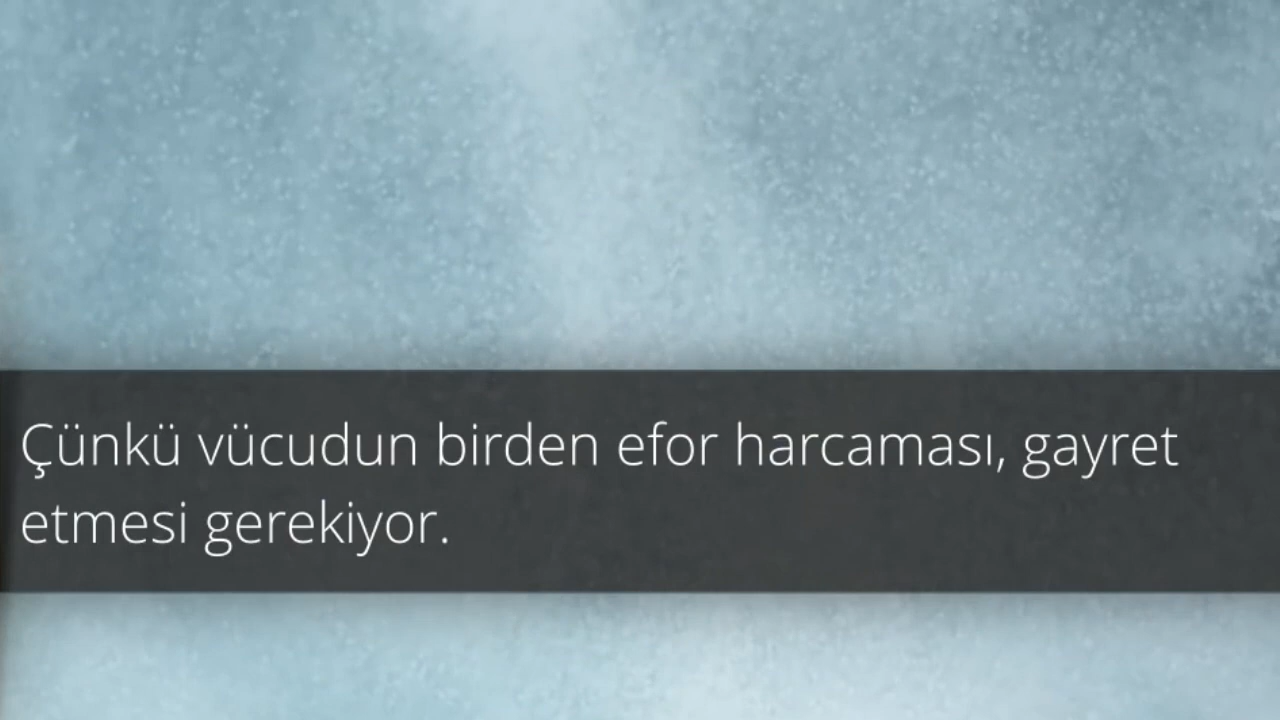 Çünkü vücudun birden efor harcaması, gayret
etmesi gerekiyor.